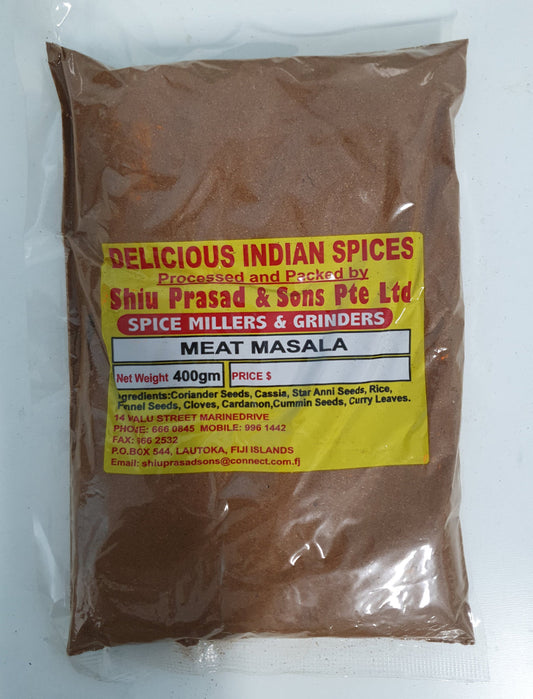 DELICIOUS INDIAN SPICES
Processed and Packed by
Shiu Prasad & Sons Pte Ltd
SPICE MILLERS & GRINDERS
MEAT MASALA
Net Weight 400gm PRICE $
Ingredients:Coriander Seeds, Cassia, Star Anni Seeds, Rice,
Fennel Seeds, Cloves, Cardamon,Cummin Seeds, Curry Leaves.
14 WALU STREET MARINEDRIVE
PHONE: 666 0845 MOBILE: 996 1442
FAX: 666 2532
P.O.BOX 544, LAUTOKA, FIJI ISLANDS
Email: shiuprasadsons@connect.com.fj